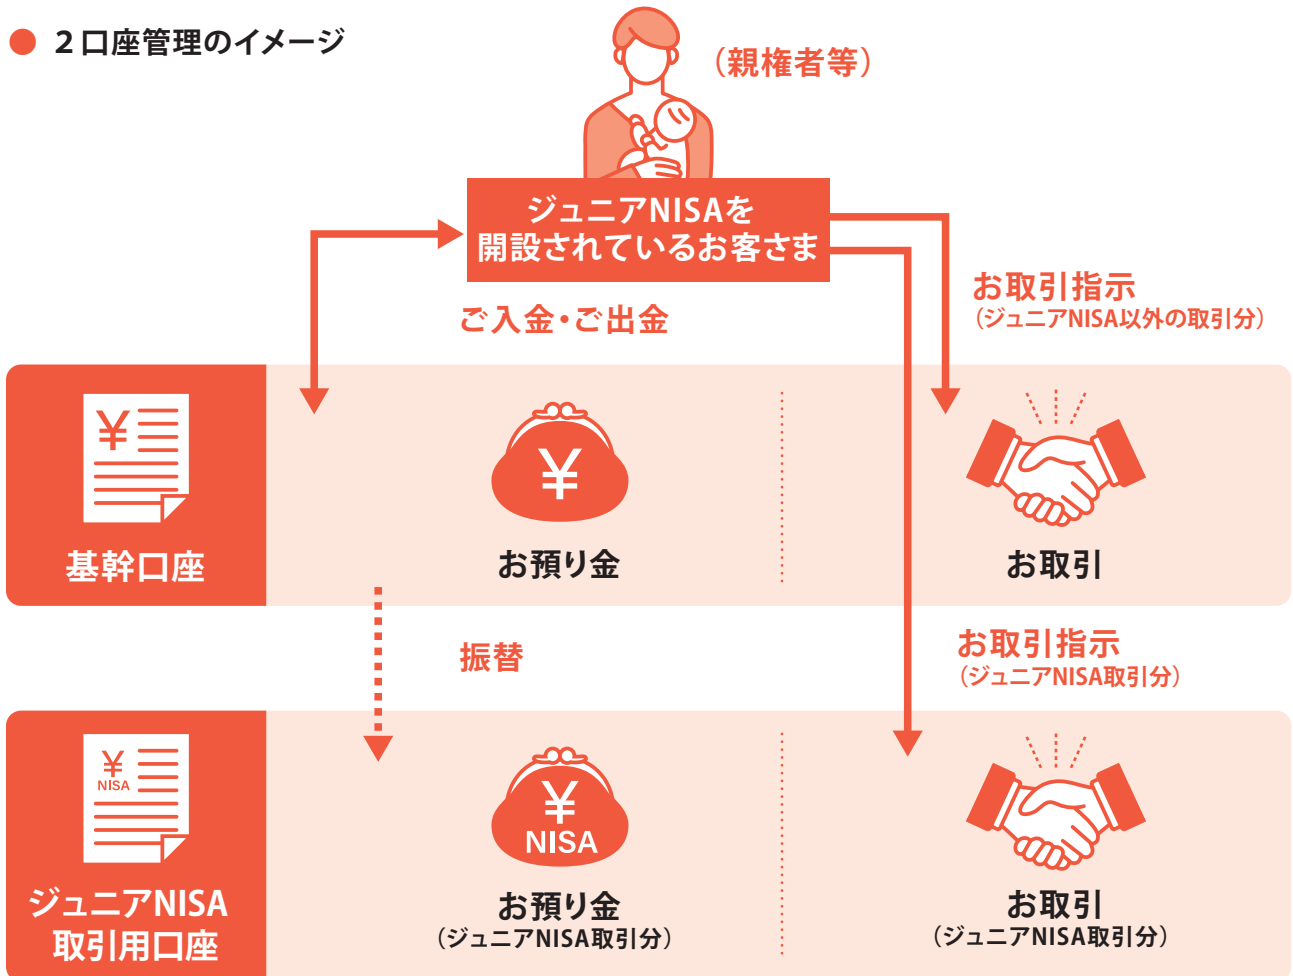 ● 2口座管理のイメージ
（親権者等）
ジュニアNISAを
開設されているお客さま
ご入金・ご出金
お取引指示
（ジュニアNISA以外の取引分）
¥
基幹口座
¥
お預り金
お取引
振替
お取引指示
（ジュニアNISA取引分）
¥
NISA
ジュニアNISA
取引用口座
¥
NISA
お預り金
（ジュニアNISA取引分）
お取引
（ジュニアNISA取引分）